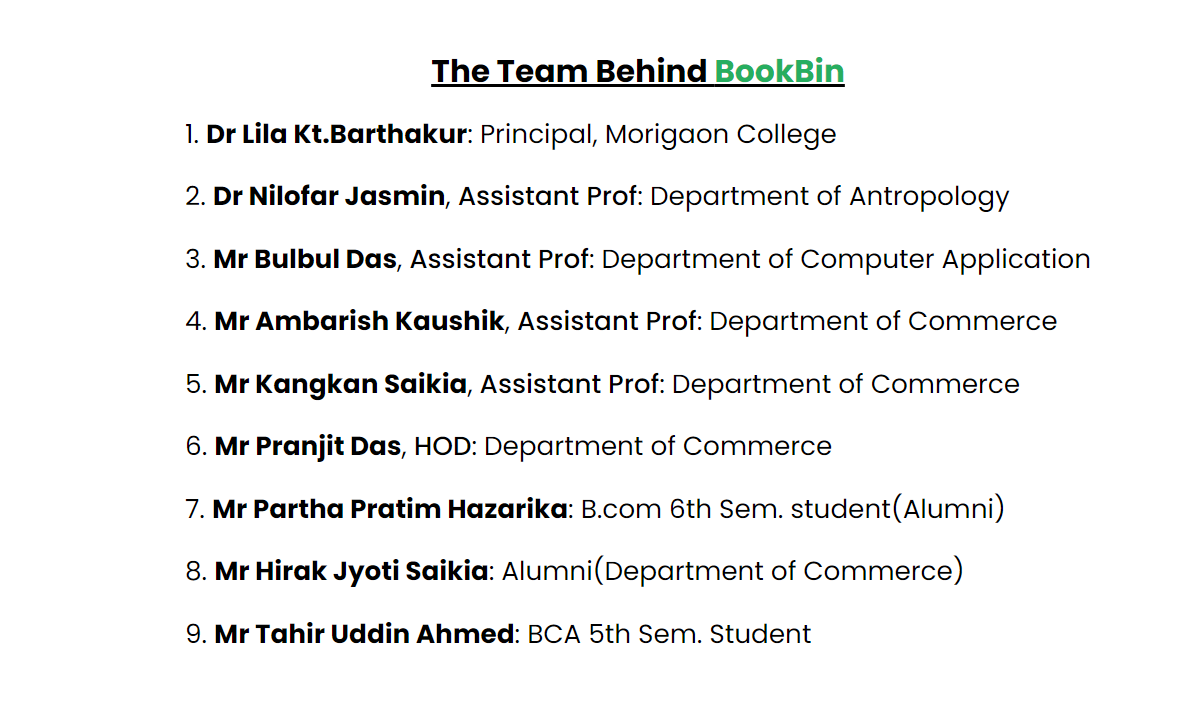 The Team Behind BookBin
1. Dr Lila Kt.Barthakur: Principal, Morigaon College
2. Dr Nilofar Jasmin, Assistant Prof: Department of Antropology
3. Mr Bulbul Das, Assistant Prof: Department of Computer Application
4. Mr Ambarish Kaushik, Assistant Prof: Department of Commerce
5. Mr Kangkan Saikia, Assistant Prof: Department of Commerce
6. Mr Pranjit Das, HOD: Department of Commerce
7. Mr Partha Pratim Hazarika: B.com 6th Sem. student(Alumni)
8. Mr Hirak Jyoti Saikia: Alumni(Department of Commerce)
9. Mr Tahir Uddin Ahmed: BCA 5th Sem. Student